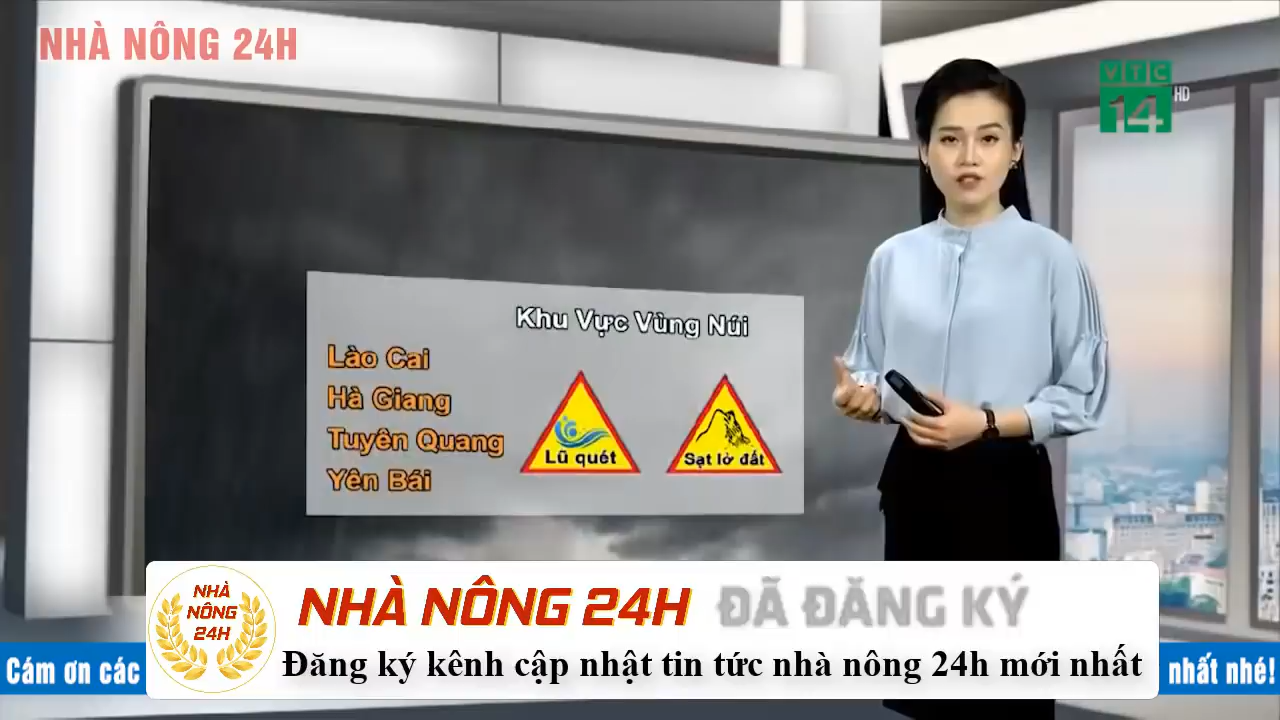 NHÀ NÔNG 24H
VTC
14
HD
Khu Vực Vùng Núi
Lào Cai
Hà Giang
Tuyên Quang
Yên Bái
Lũ quét
Sạt lở đất
NHÀ
NÔNG
24H
NHÀ NÔNG 24H ĐÃ ĐĂNG KÝ
Đăng ký kênh cập nhật tin tức nhà nông 24h mới nhất
Cám ơn các
nhất nhé!